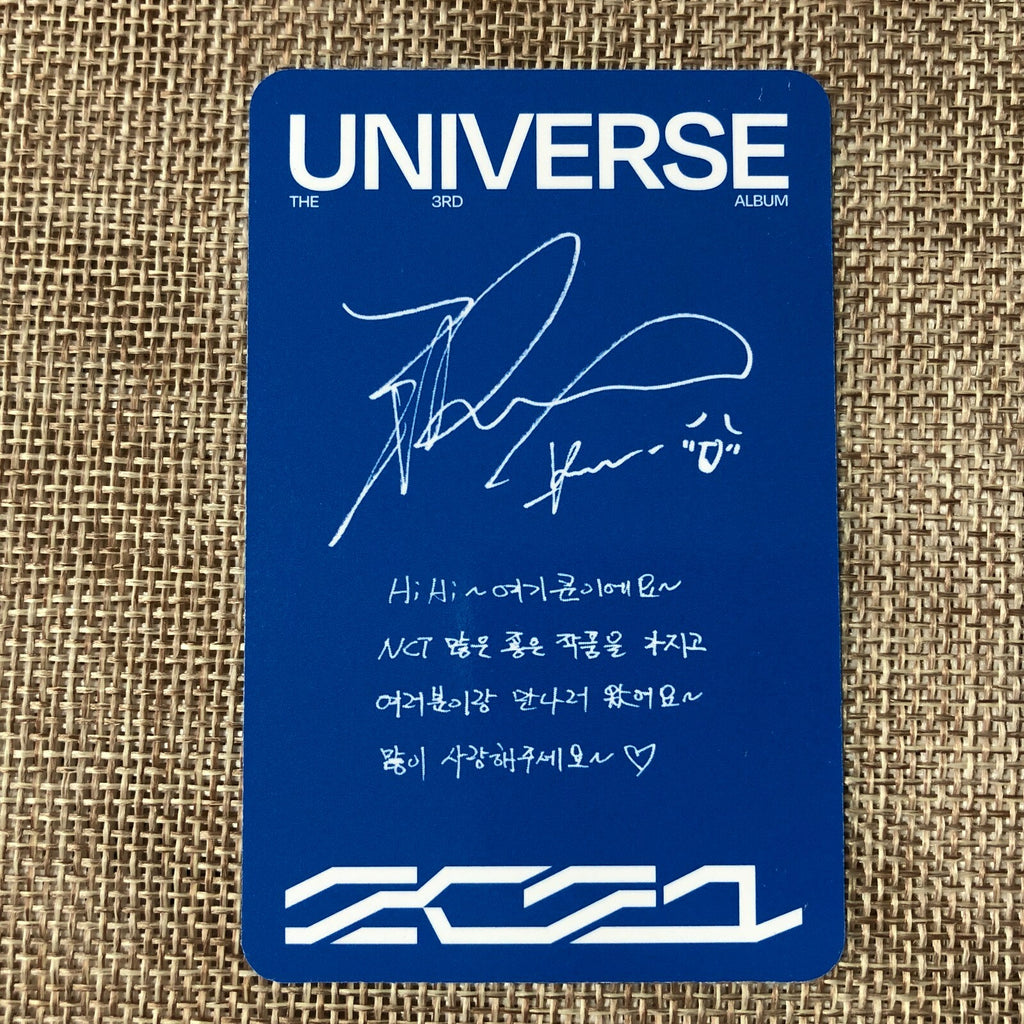 UNIVERSE
THE 3RD ALBUM
Kun
Hi Hi~ 여기 쿤이에요~
NCT 많은 좋은 작품을 가지고
여러분이랑 만나러 왔어요~
많이 사랑해주세요~ ♡
2021